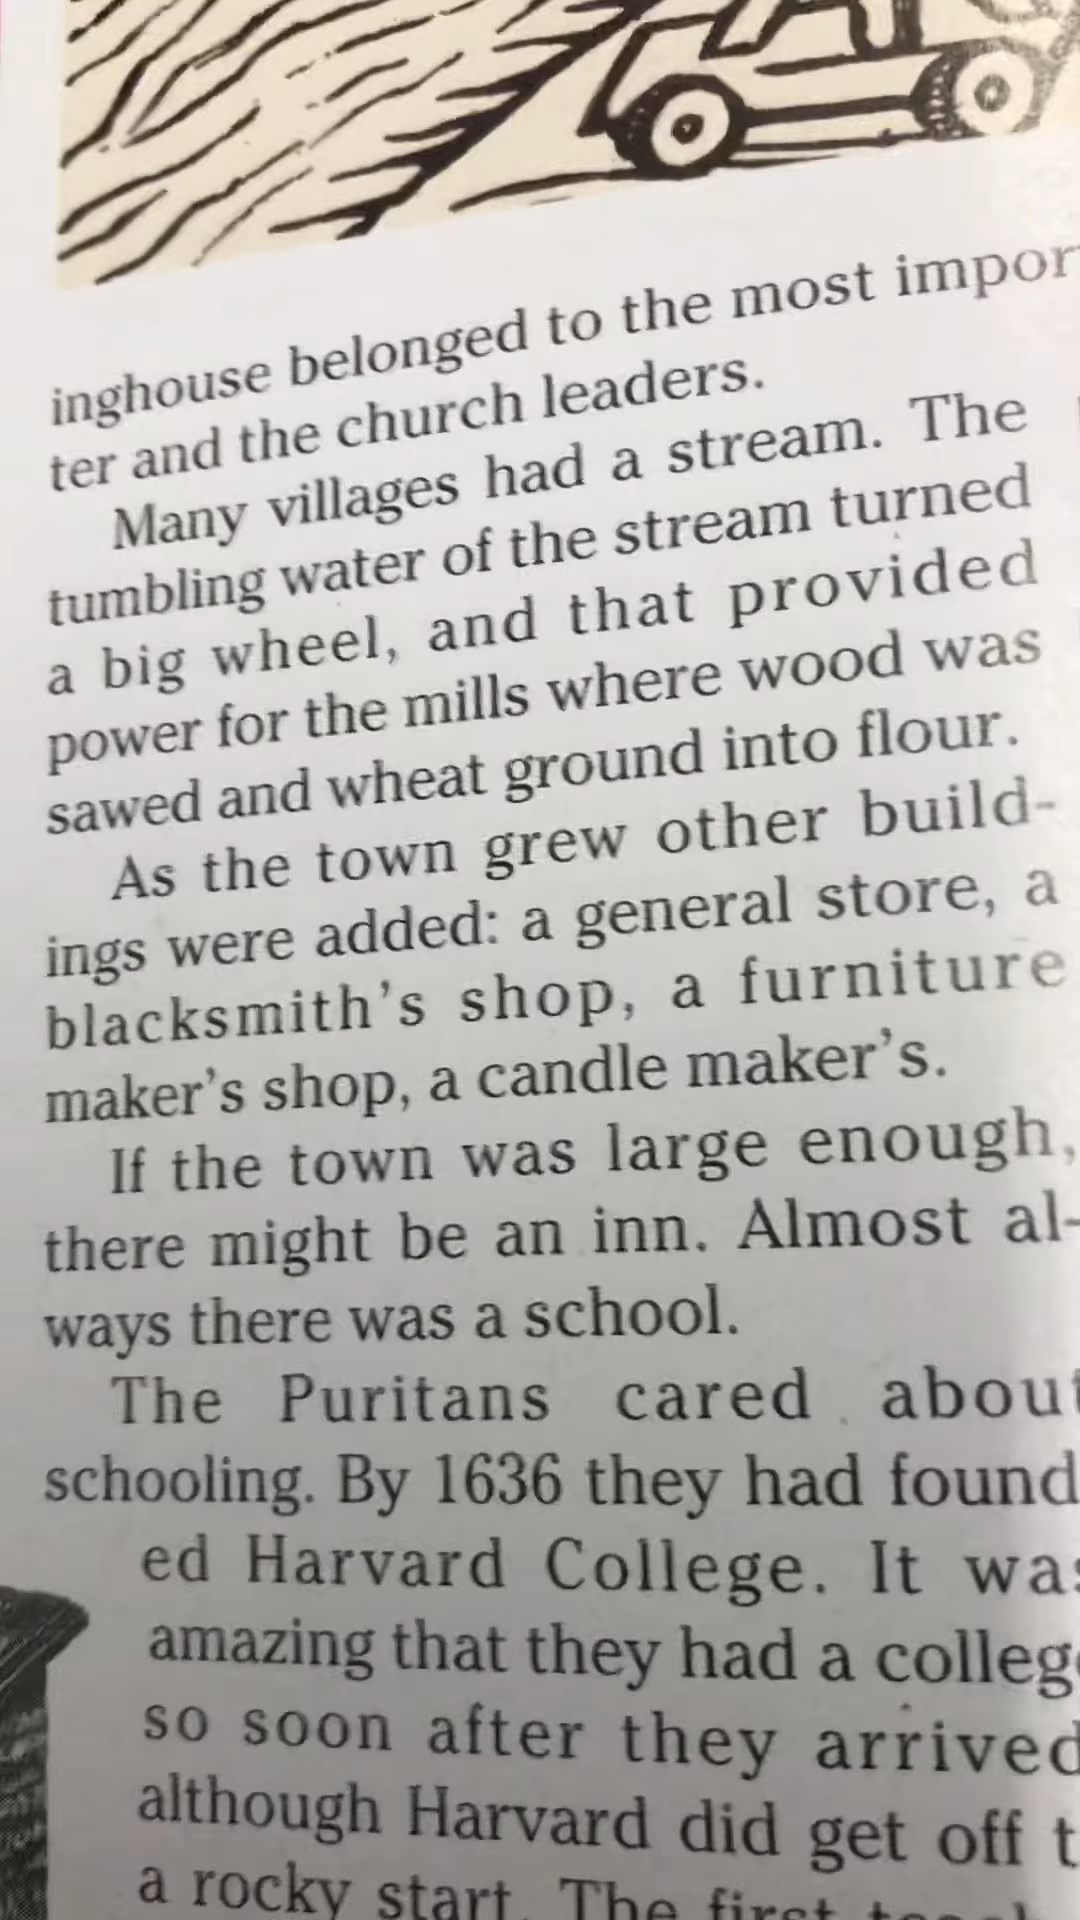 inghouse belonged to the most impor
ter and the church leaders.
Many villages had a stream. The
tumbling water of the stream turned
a big wheel, and that provided
power for the mills where wood was
sawed and wheat ground into flour.
As the town grew other build-
ings were added: a general store, a
blacksmith's shop, a furniture
maker's shop, a candle maker's.
If the town was large enough,
there might be an inn. Almost al-
ways there was a school.
The Puritans cared about
schooling. By 1636 they had found
ed Harvard College. It was
amazing that they had a college
so soon after they arrived
although Harvard did get off t
a rocky start. The first